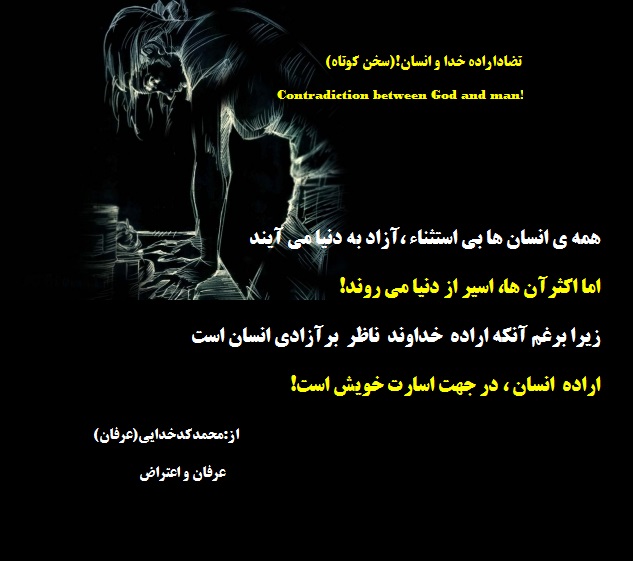 تضاداراده خدا و انسان!(سخن کوتاه)
Contradiction between God and man!
همه ی انسان ها بی استثناء ،آزاد به دنیا می آیند
اما اکثرآن ها، اسیر از دنیا می روند!
زیرا برغم آنکه اراده خداوند ناظر برآزادی انسان است
اراده انسان ، در جهت اسارت خویش است!
از:محمدکدخدایی(عرفان)
عرفان و اعتراض